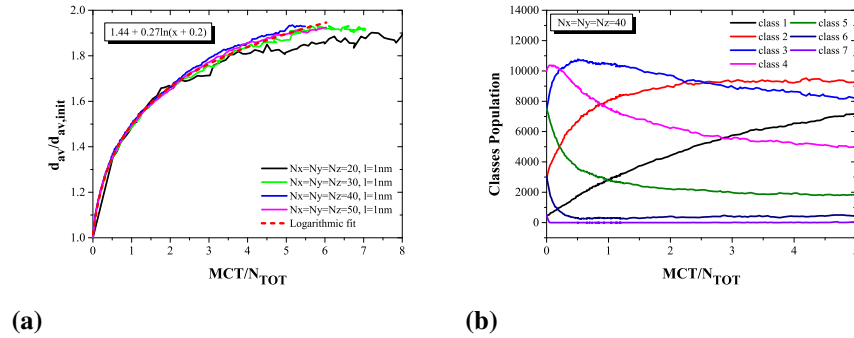 2.0
1.8
1.6
1.4
1.2
1.0
d_av/d_av,init
1.44 + 0.27ln(x + 0.2)
Nx=Ny=Nz=20, l=1nm
Nx=Ny=Nz=30, l=1nm
Nx=Ny=Nz=40, l=1nm
Nx=Ny=Nz=50, l=1nm
Logarithmic fit
0 1 2 3 4 5 6 7 8
MCT/N_TOT
(a)
14000
12000
10000
8000
6000
4000
2000
0
Classes Population
Nx=Ny=Nz=40
class 1
class 2
class 3
class 4
class 5
class 6
class 7
0 1 2 3 4 5
MCT/N_TOT
(b)